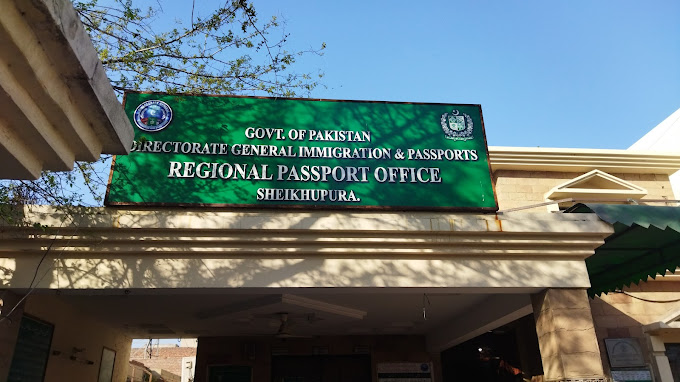 GOVT. OF PAKISTAN
DIRECTORATE GENERAL IMMIGRATION & PASSPORTS
REGIONAL PASSPORT OFFICE
SHEIKHUPURA.